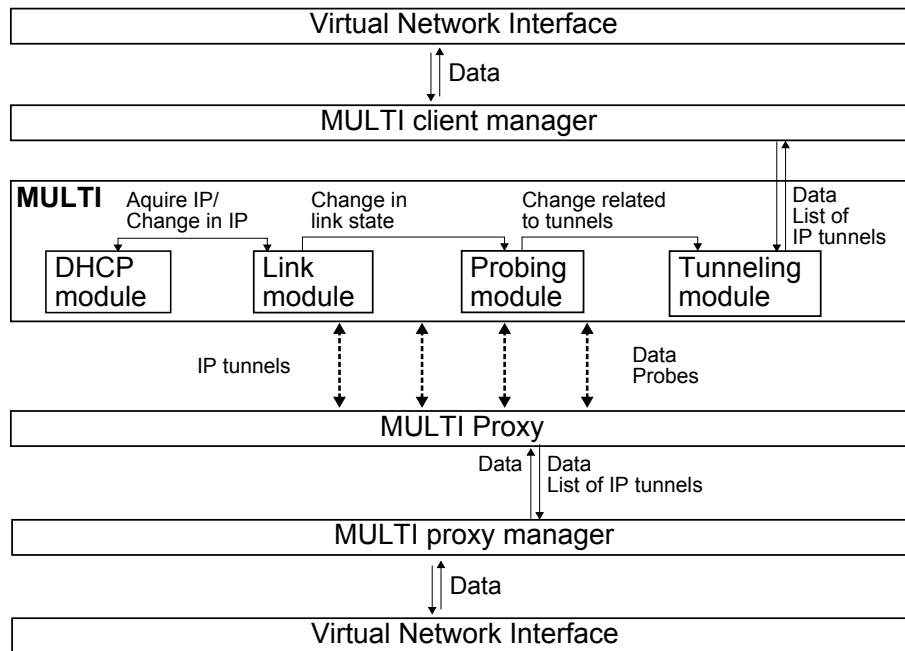 Virtual Network Interface
Data
MULTI client manager
MULTI
Aquire IP/
Change in IP
Change in
link state
Change related
to tunnels
Data
List of
IP tunnels
DHCP
module
Link
module
Probing
module
Tunneling
module
IP tunnels
Data
Probes
MULTI Proxy
Data
Data
List of IP tunnels
MULTI proxy manager
Data
Virtual Network Interface